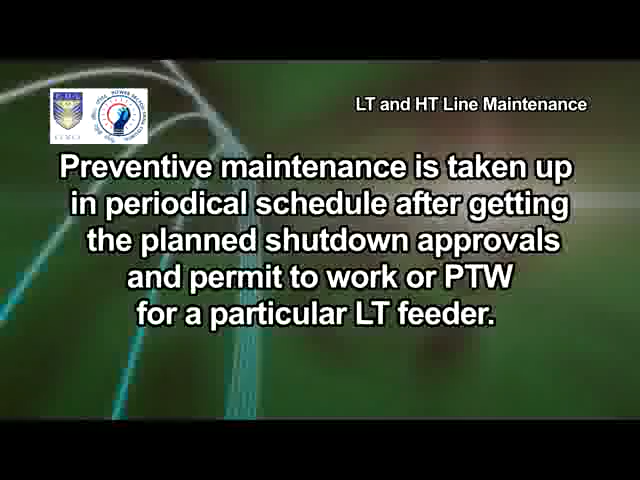 LT and HT Line Maintenance
Preventive maintenance is taken up
in periodical schedule after getting
the planned shutdown approvals
and permit to work or PTW
for a particular LT feeder.